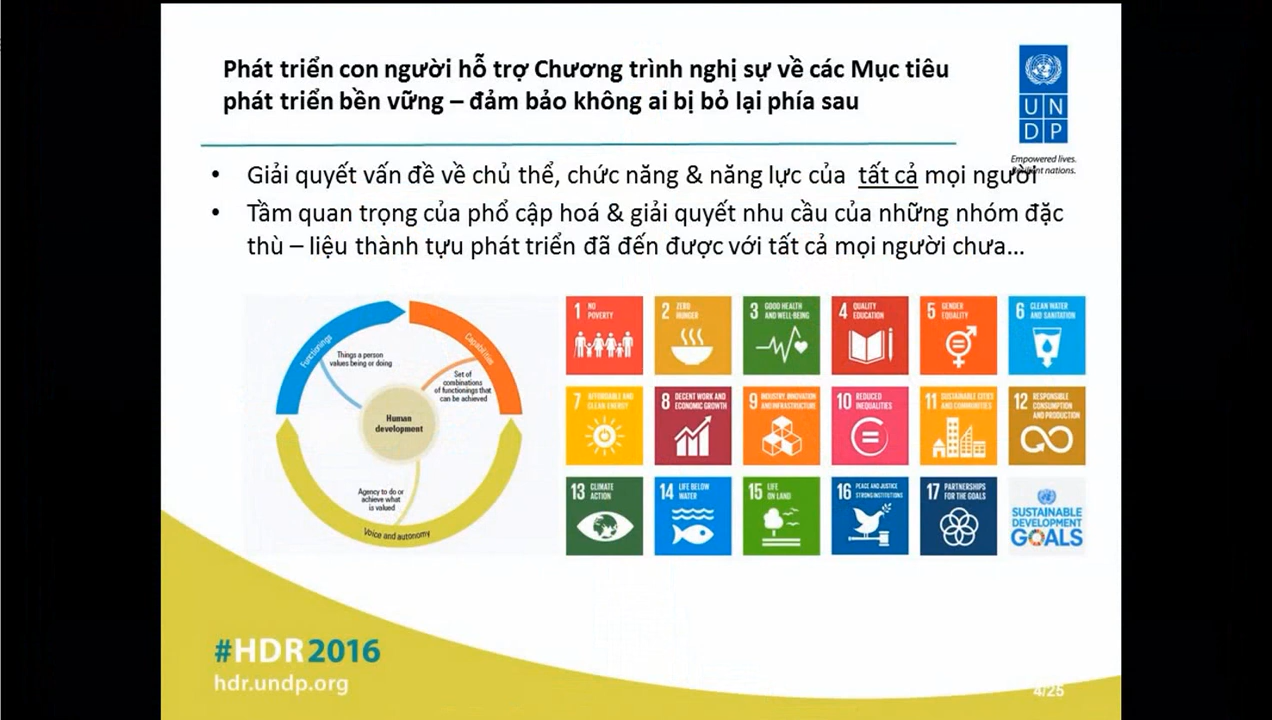 Phát triển con người hỗ trợ Chương trình nghị sự về các Mục tiêu
phát triển bền vững – đảm bảo không ai bị bỏ lại phía sau
U N
D P
Empowered lives.
nations.
• Giải quyết vấn đề về chủ thể, chức năng & năng lực của tất cả mọi người
• Tầm quan trọng của phổ cập hoá & giải quyết nhu cầu của những nhóm đặc
thù – liệu thành tựu phát triển đã đến được với tất cả mọi người chưa...
Functionings
Things a person
values being or doing
Capabilities
Set of
combinations
of functionings that
can be achieved
Human
development
Agency to do or
achieve what
is valued
Voice and autonomy
1 NO
POVERTY
2 ZERO
HUNGER
3 GOOD HEALTH
AND WELL-BEING
4 QUALITY
EDUCATION
5 GENDER
EQUALITY
6 CLEAN WATER
AND SANITATION
7 AFFORDABLE AND
CLEAN ENERGY
8 DECENT WORK AND
ECONOMIC GROWTH
9 INDUSTRY, INNOVATION
AND INFRASTRUCTURE
10 REDUCED
INEQUALITIES
11 SUSTAINABLE CITIES
AND COMMUNITIES
12 RESPONSIBLE
CONSUMPTION
AND PRODUCTION
13 CLIMATE
ACTION
14 LIFE BELOW
WATER
15 LIFE
ON LAND
16 PEACE AND JUSTICE
STRONG INSTITUTIONS
17 PARTNERSHIPS
FOR THE GOALS
SUSTAINABLE
DEVELOPMENT
GOALS
#HDR2016
hdr.undp.org
4/25